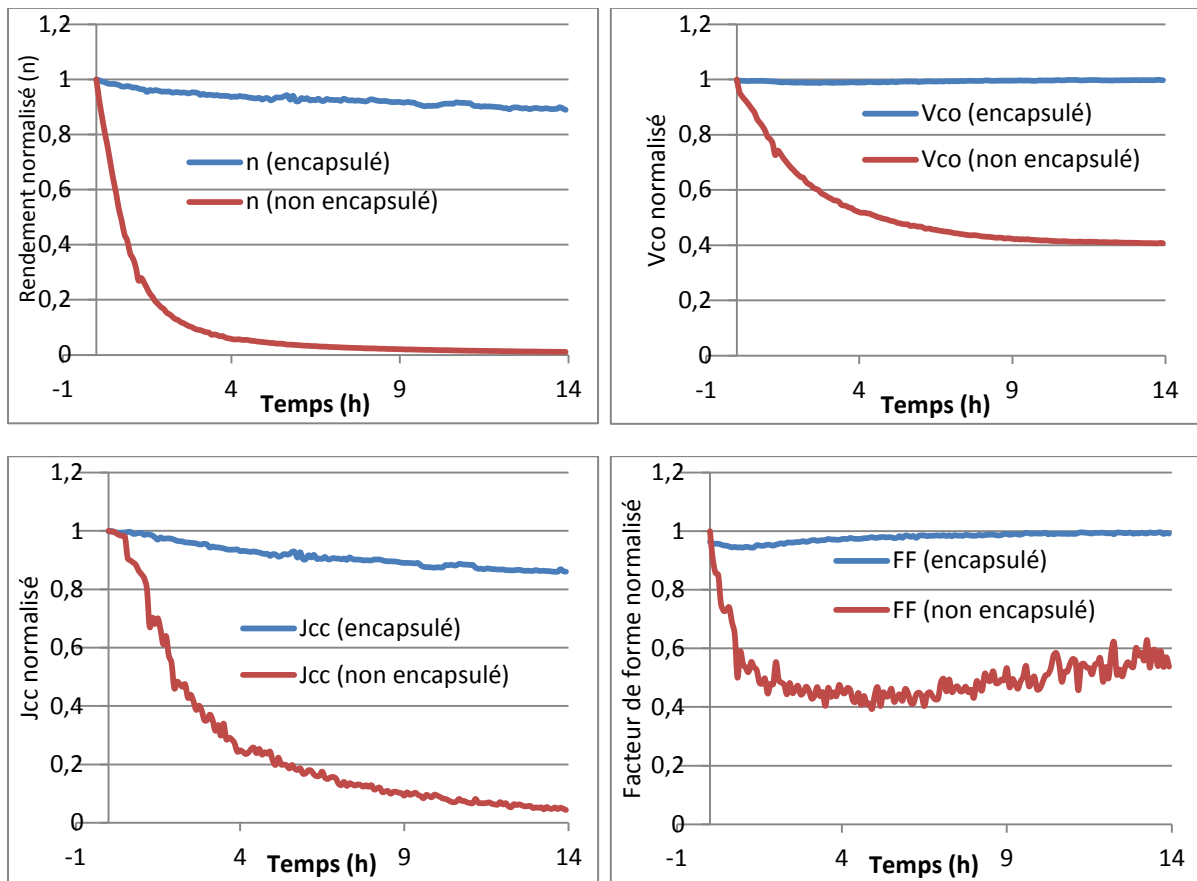 1,2
1
0,8
0,6
0,4
0,2
0
-1
4
9
14
Rendement normalisé (n)
Temps (h)
n (encapsulé)
n (non encapsulé)
1,2
1
0,8
0,6
0,4
0,2
0
-1
4
9
14
Vco normalisé
Temps (h)
Vco (encapsulé)
Vco (non encapsulé)
1,2
1
0,8
0,6
0,4
0,2
0
-1
4
9
14
Jcc normalisé
Temps (h)
Jcc (encapsulé)
Jcc (non encapsulé)
1,2
1
0,8
0,6
0,4
0,2
0
-1
4
9
14
Facteur de forme normalisé
Temps (h)
FF (encapsulé)
FF (non encapsulé)